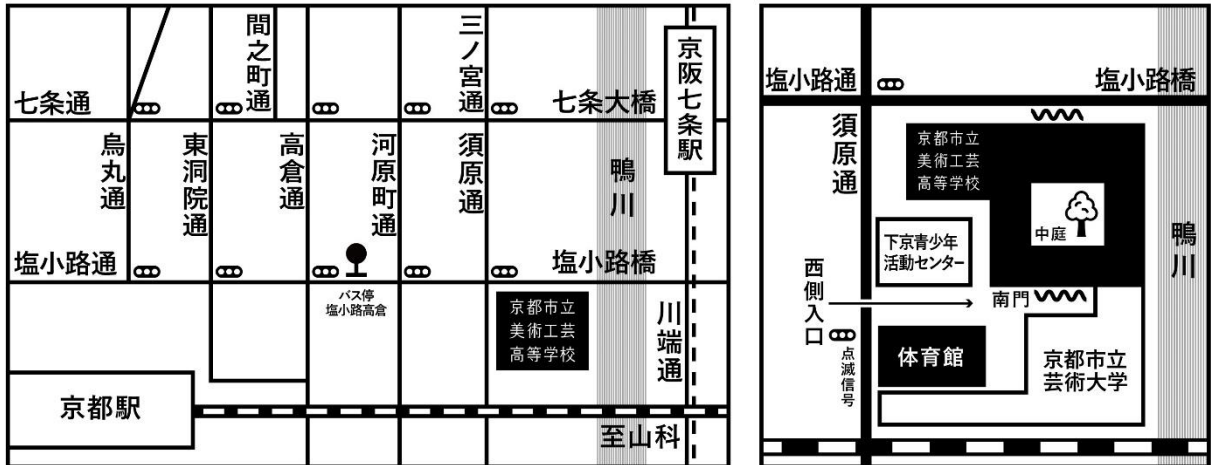 間之町通
三ノ宮通
京阪七条駅
七条通
七条大橋
烏丸通
東洞院通
高倉通
河原町通
須原通
鴨川
塩小路通
塩小路橋
バス停
塩小路高倉
京都市立
美術工芸
高等学校
川端通
京都駅
至山科
塩小路通
塩小路橋
須原通
京都市立
美術工芸
高等学校
中庭
鴨川
下京青少年
活動センター
西側入口
南門
点滅信号
体育館
京都市立
芸術大学